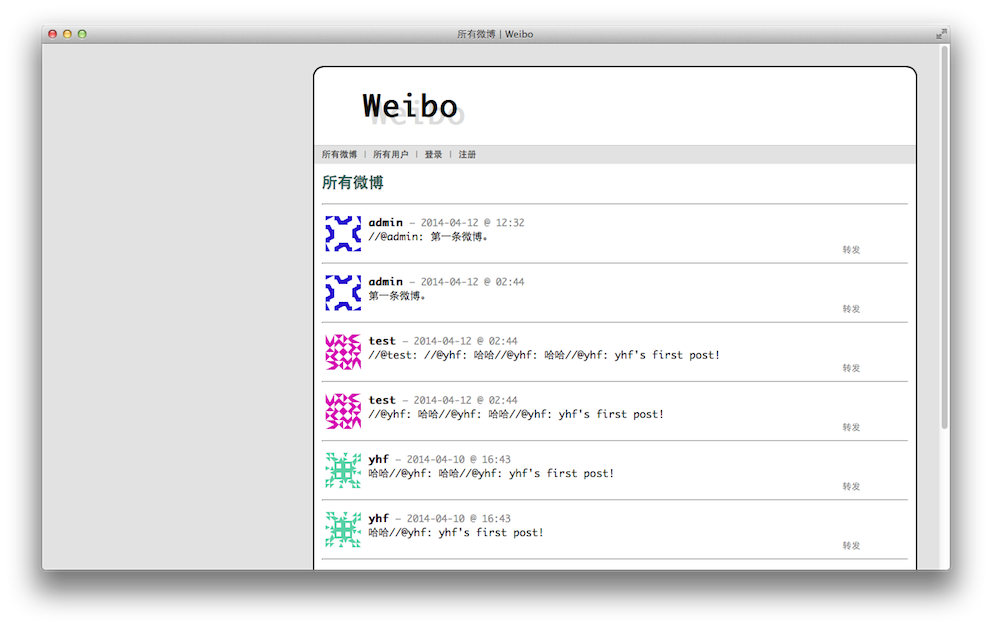 所有微博 | Weibo
Weibo
所有微博 | 所有用户 | 登录 | 注册
所有微博
admin — 2014-04-12 @ 12:32
//@admin: 第一条微博。
转发
admin — 2014-04-12 @ 02:44
第一条微博。
转发
test — 2014-04-12 @ 02:44
//@test: //@yhf: 哈哈//@yhf: 哈哈//@yhf: yhf's first post!
转发
test — 2014-04-12 @ 02:44
//@yhf: 哈哈//@yhf: 哈哈//@yhf: yhf's first post!
转发
yhf — 2014-04-10 @ 16:43
哈哈//@yhf: 哈哈//@yhf: yhf's first post!
转发
yhf — 2014-04-10 @ 16:43
哈哈//@yhf: yhf's first post!
转发